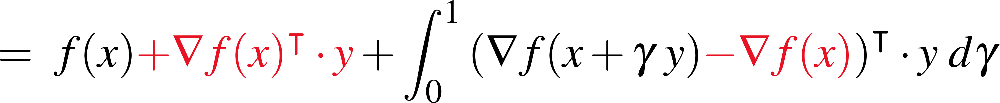 = f(x) + ∇f(x)ᵀ · y + ∫₀¹ (∇f(x + γ y) − ∇f(x))ᵀ · y dγ